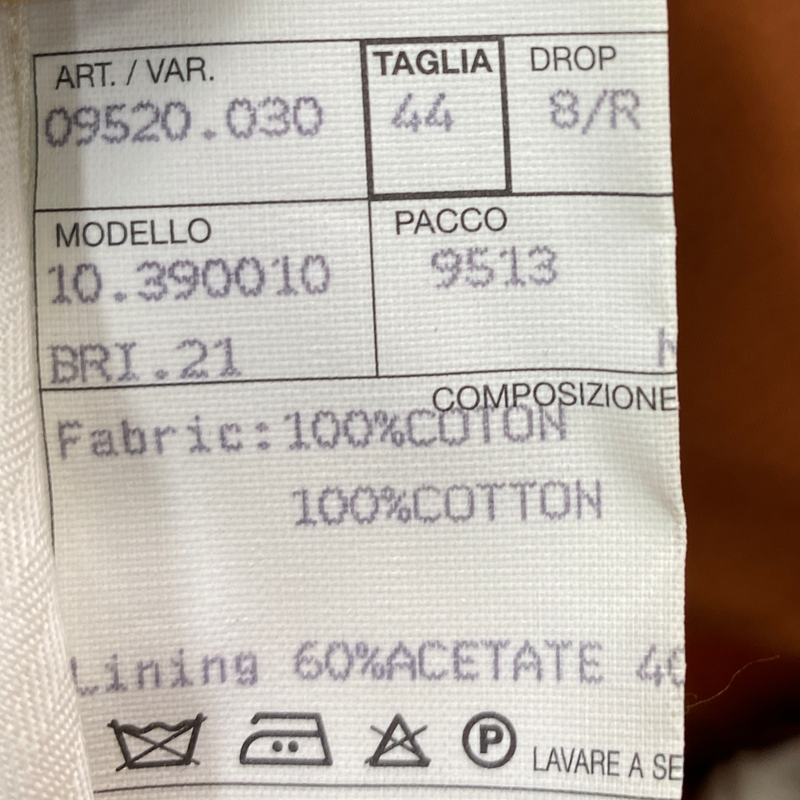 ART. / VAR. TAGLIA DROP
09520.030 44 8/R
MODELLO PACCO
10.390010 9513
BRI.21
COMPOSIZIONE
Fabric:100%COTON
100%COTTON
Lining 60%ACETATE
P LAVARE A